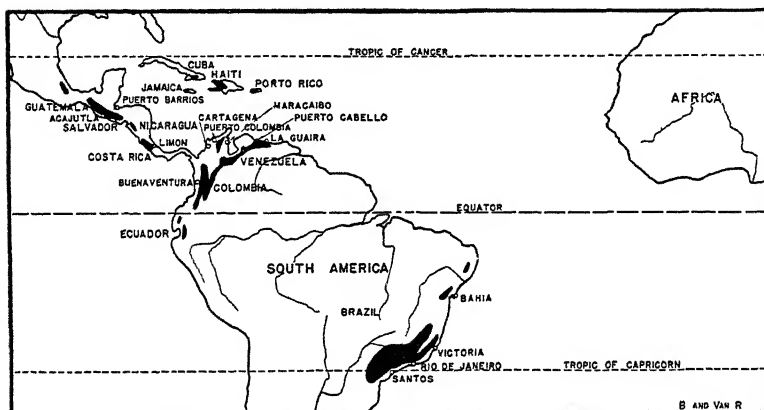 TROPIC OF CANCER
CUBA
HAITI
JAMAICA
PORTO RICO
AFRICA
GUATEMALA
PUERTO BARRIOS
MARACAIBO
ACAJUTLA
CARTAGENA
PUERTO CABELLO
SALVADOR
NICARAGUA
PUERTO COLOMBIA
LIMON
LA GUAIRA
COSTA RICA
VENEZUELA
BUENAVENTURA
COLOMBIA
EQUATOR
ECUADOR
SOUTH AMERICA
BAHIA
BRAZIL
VICTORIA
RIO DE JANEIRO
TROPIC OF CAPRICORN
SANTOS
B AND VAN R